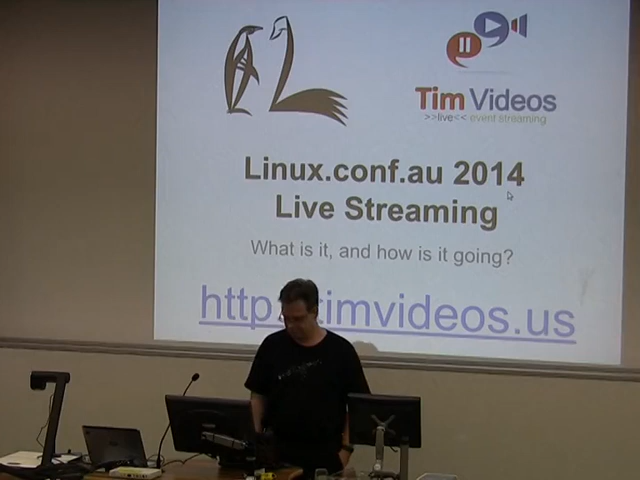 Tim Videos
>>live<< event streaming
Linux.conf.au 2014
Live Streaming
What is it, and how is it going?
http timvideos.us